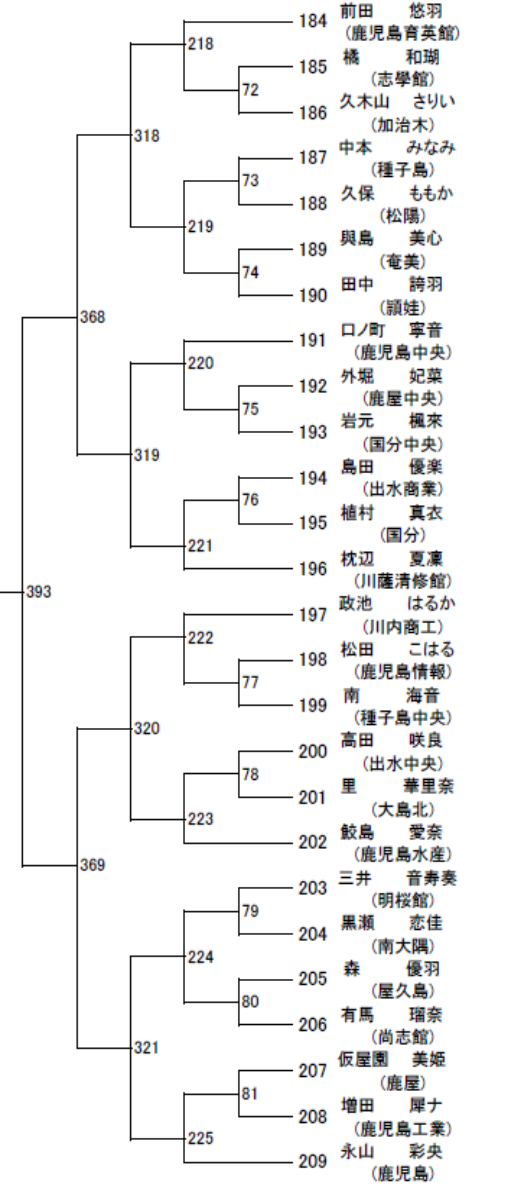 184 前田 悠羽
(鹿児島育英館)
218
185 橘 和瑚
(志學館)
72
186 久木山 さりい
(加治木)
318
187 中本 みなみ
(種子島)
73
188 久保 ももか
(松陽)
219
189 與島 美心
(奄美)
74
190 田中 誇羽
(頴娃)
368
191 口ノ町 寧音
(鹿児島中央)
220
192 外堀 妃菜
(鹿屋中央)
75
193 岩元 楓來
(国分中央)
319
194 島田 優楽
(出水商業)
76
195 植村 真衣
(国分)
221
196 枕辺 夏凜
(川薩清修館)
393
197 政池 はるか
(川内商工)
222
198 松田 こはる
(鹿児島情報)
77
199 南 海音
(種子島中央)
320
200 高田 咲良
(出水中央)
78
201 里 華里奈
(大島北)
223
202 鮫島 愛奈
(鹿児島水産)
369
203 三井 音寿奏
(明桜館)
79
204 黒瀬 恋佳
(南大隅)
224
205 森 優羽
(屋久島)
80
206 有馬 瑠奈
(尚志館)
321
207 仮屋園 美姫
(鹿屋)
81
208 増田 犀ナ
(鹿児島工業)
225
209 永山 彩央
(鹿児島)